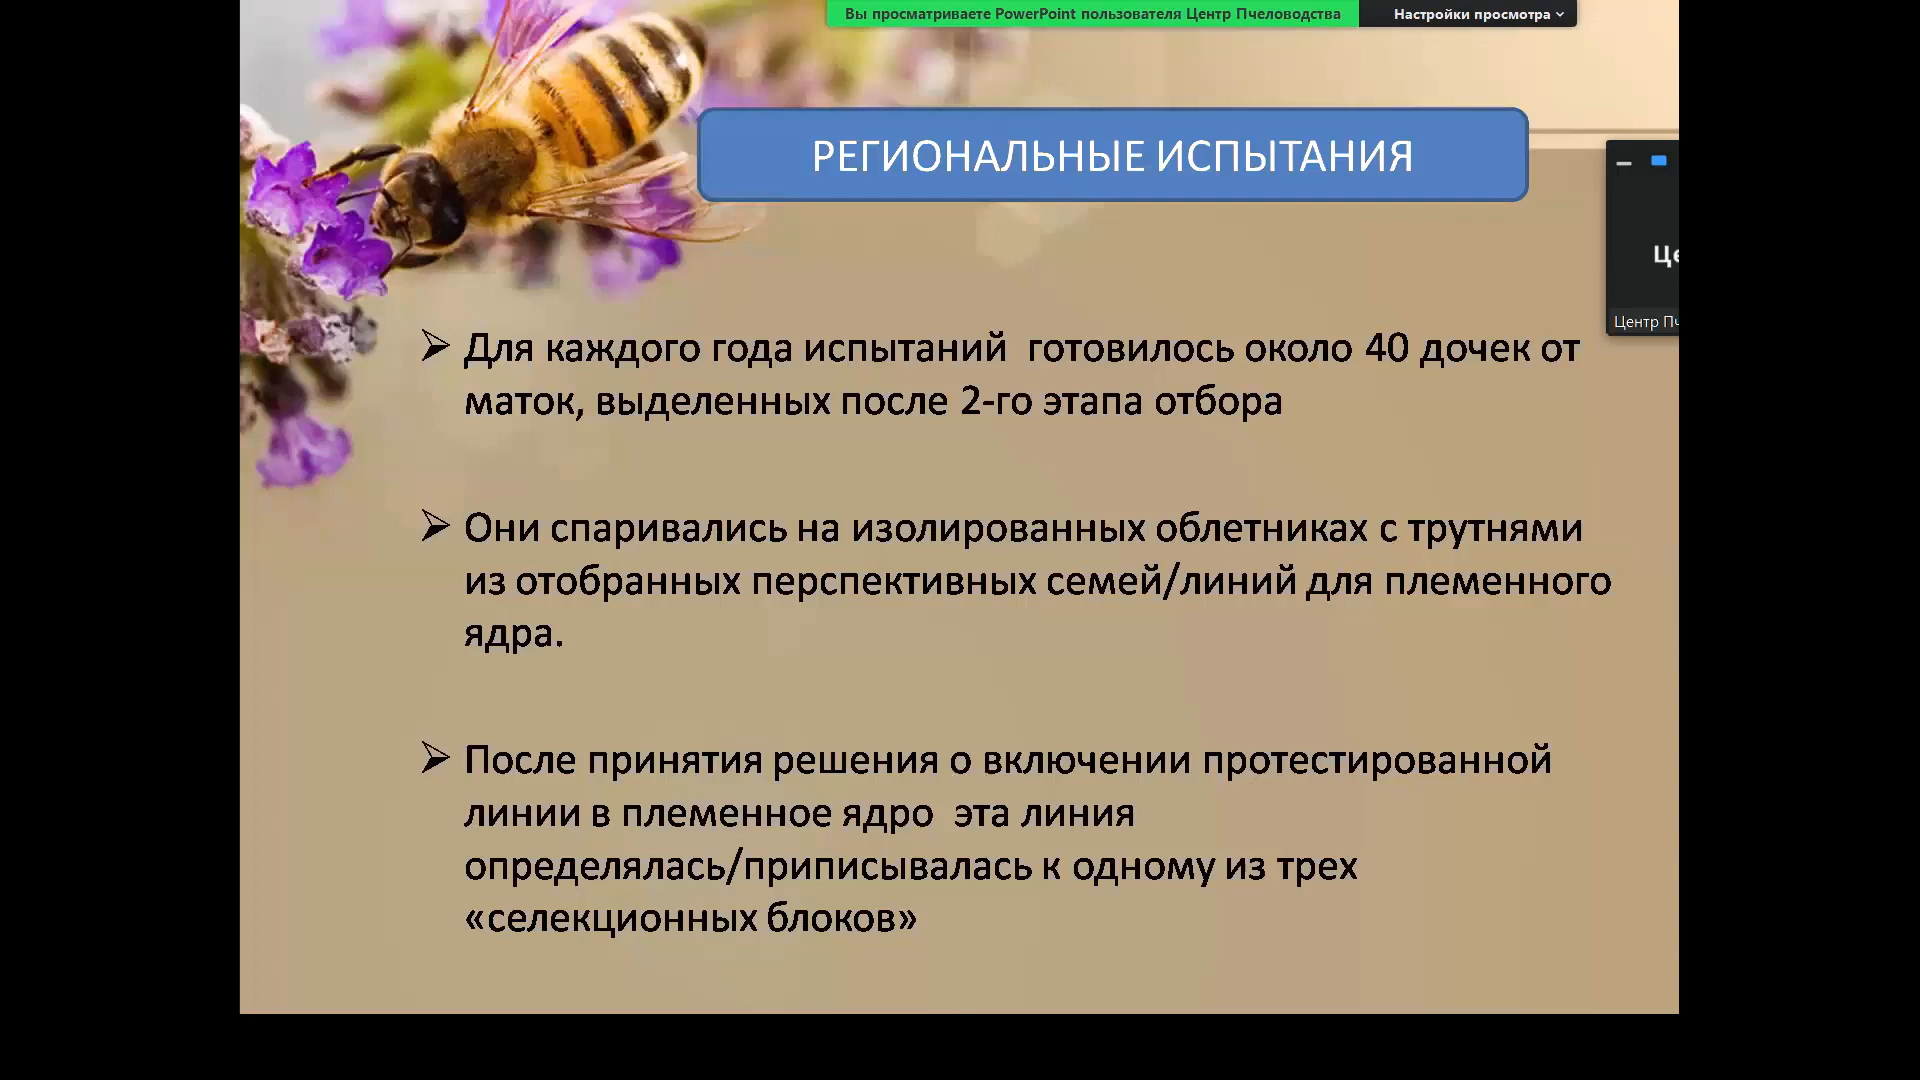 Вы просматриваете PowerPoint пользователя Центр Пчеловодства
Настройки просмотра
РЕГИОНАЛЬНЫЕ ИСПЫТАНИЯ
Центр
Для каждого года испытаний готовилось около 40 дочек от
маток, выделенных после 2-го этапа отбора
Они спаривались на изолированных облетниках с трутнями
из отобранных перспективных семей/линий для племенного
ядра.
После принятия решения о включении протестированной
линии в племенное ядро эта линия
определялась/приписывалась к одному из трех
«селекционных блоков»